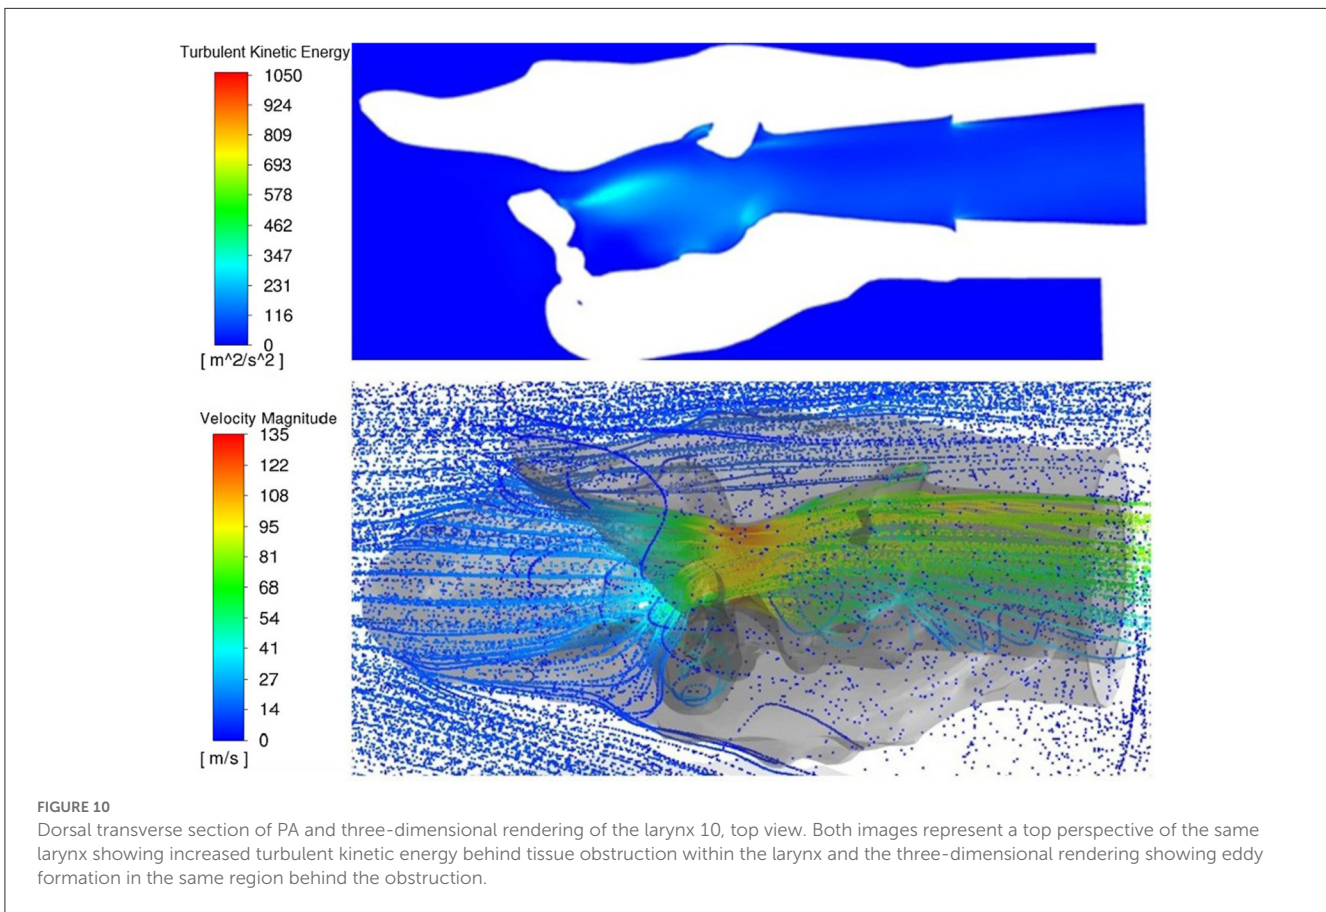 Turbulent Kinetic Energy
1050
924
809
693
578
462
347
231
116
0
[ m^2/s^2 ]
Velocity Magnitude
135
122
108
95
81
68
54
41
27
14
0
[ m/s ]
FIGURE 10
Dorsal transverse section of PA and three-dimensional rendering of the larynx 10, top view. Both images represent a top perspective of the same
larynx showing increased turbulent kinetic energy behind tissue obstruction within the larynx and the three-dimensional rendering showing eddy
formation in the same region behind the obstruction.